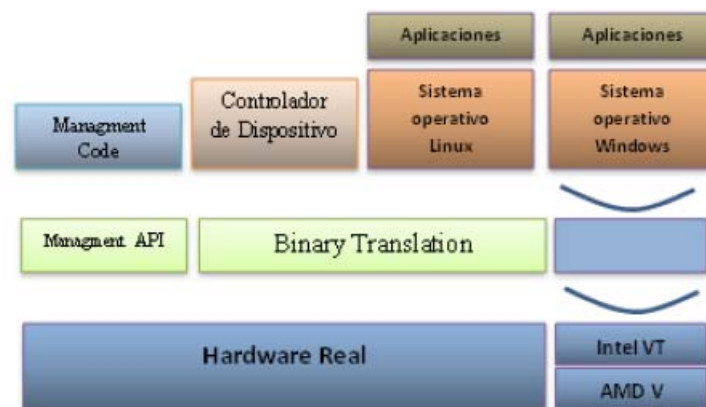 Aplicaciones
Aplicaciones
Managment
Code
Controlador
de Dispositivo
Sistema
operativo
Linux
Sistema
operativo
Windows
Managment API
Binary Translation
Hardware Real
Intel VT
AMD V